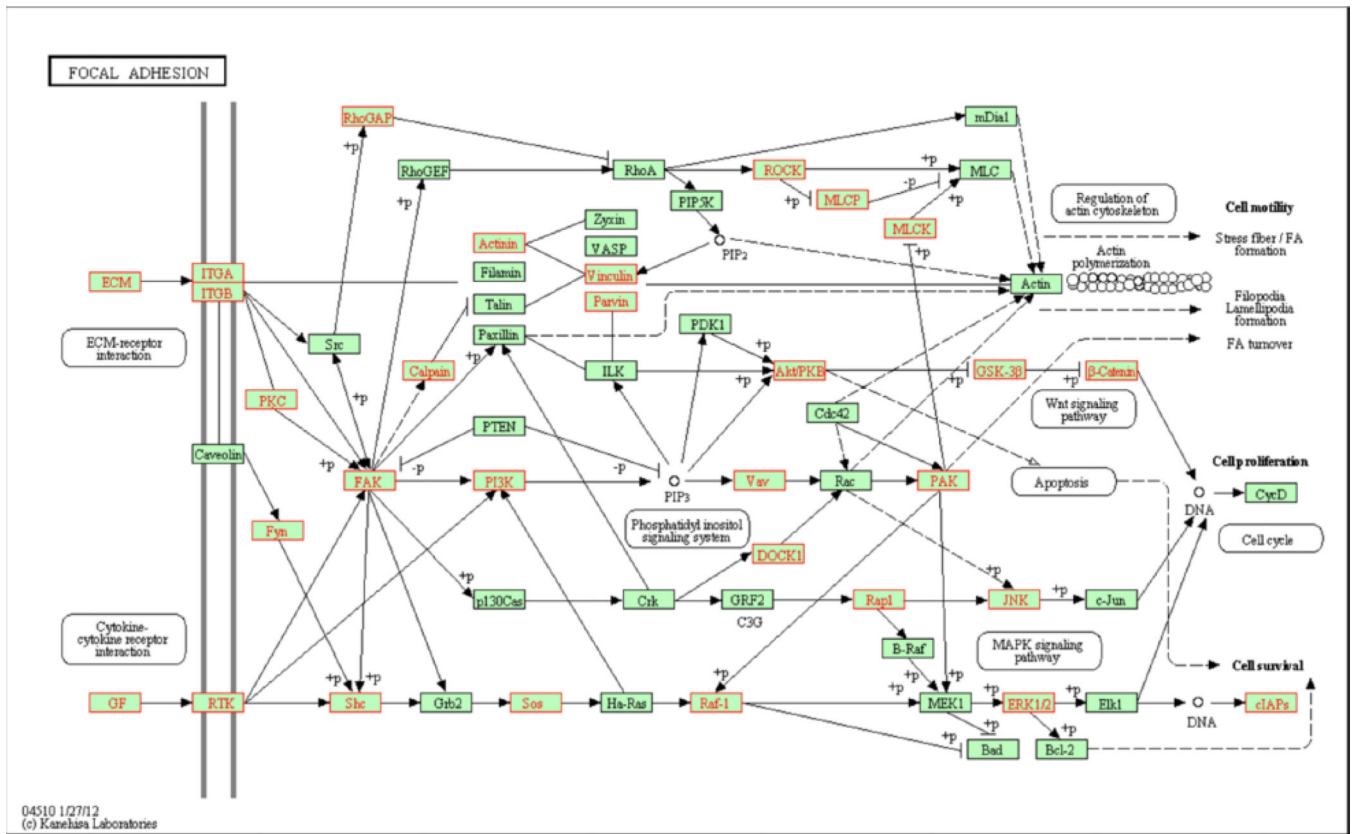 FOCAL ADHESION
RhoGAP
mDia1
+p
RhoGEF
RhoA
ROCK
+p
MLC
+p
+p
MLCP
-p
+p
PIP5K
MLCK
+p
Regulation of
actin cytoskeleton
Cell motility
Zyxin
Actinin
VASP
PIP2
Stress fiber / FA
formation
Actin
polymerization
ECM
ITGA
ITGB
Filamin
Vinculin
Actin
Talin
Parvin
Filopodia
Lamellipodia
formation
ECM-receptor
interaction
Src
Paxillin
+p
PDK1
+p
FA turnover
Calpain
ILK
+p
Akt/PKB
GSK-3β
+p
+p
β-Catenin
PKC
+p
Cdc42
Wnt signaling
pathway
PTEN
Caveolin
+p
-p
-p
FAK
PI3K
PIP3
Vav
Rac
PAK
Apoptosis
Cell proliferation
DNA
CycD
Fyn
Phosphatidyl inositol
signaling system
DOCK1
Cell cycle
+p
p130Cas
Crk
GRF2
C3G
Rap1
+p
JNK
+p
c-Jun
Cytokine-
cytokine receptor
interaction
B-Raf
MAPK signaling
pathway
Cell survival
+p
+p
+p
+p
+p
+p
+p
GF
RTK
Shc
Grb2
Sos
Ha-Ras
Raf-1
MEK1
ERK1/2
Elk1
DNA
cIAPs
+p
+p
+p
Bad
Bcl-2
04510 1/27/12
(c) Kanehisa Laboratories